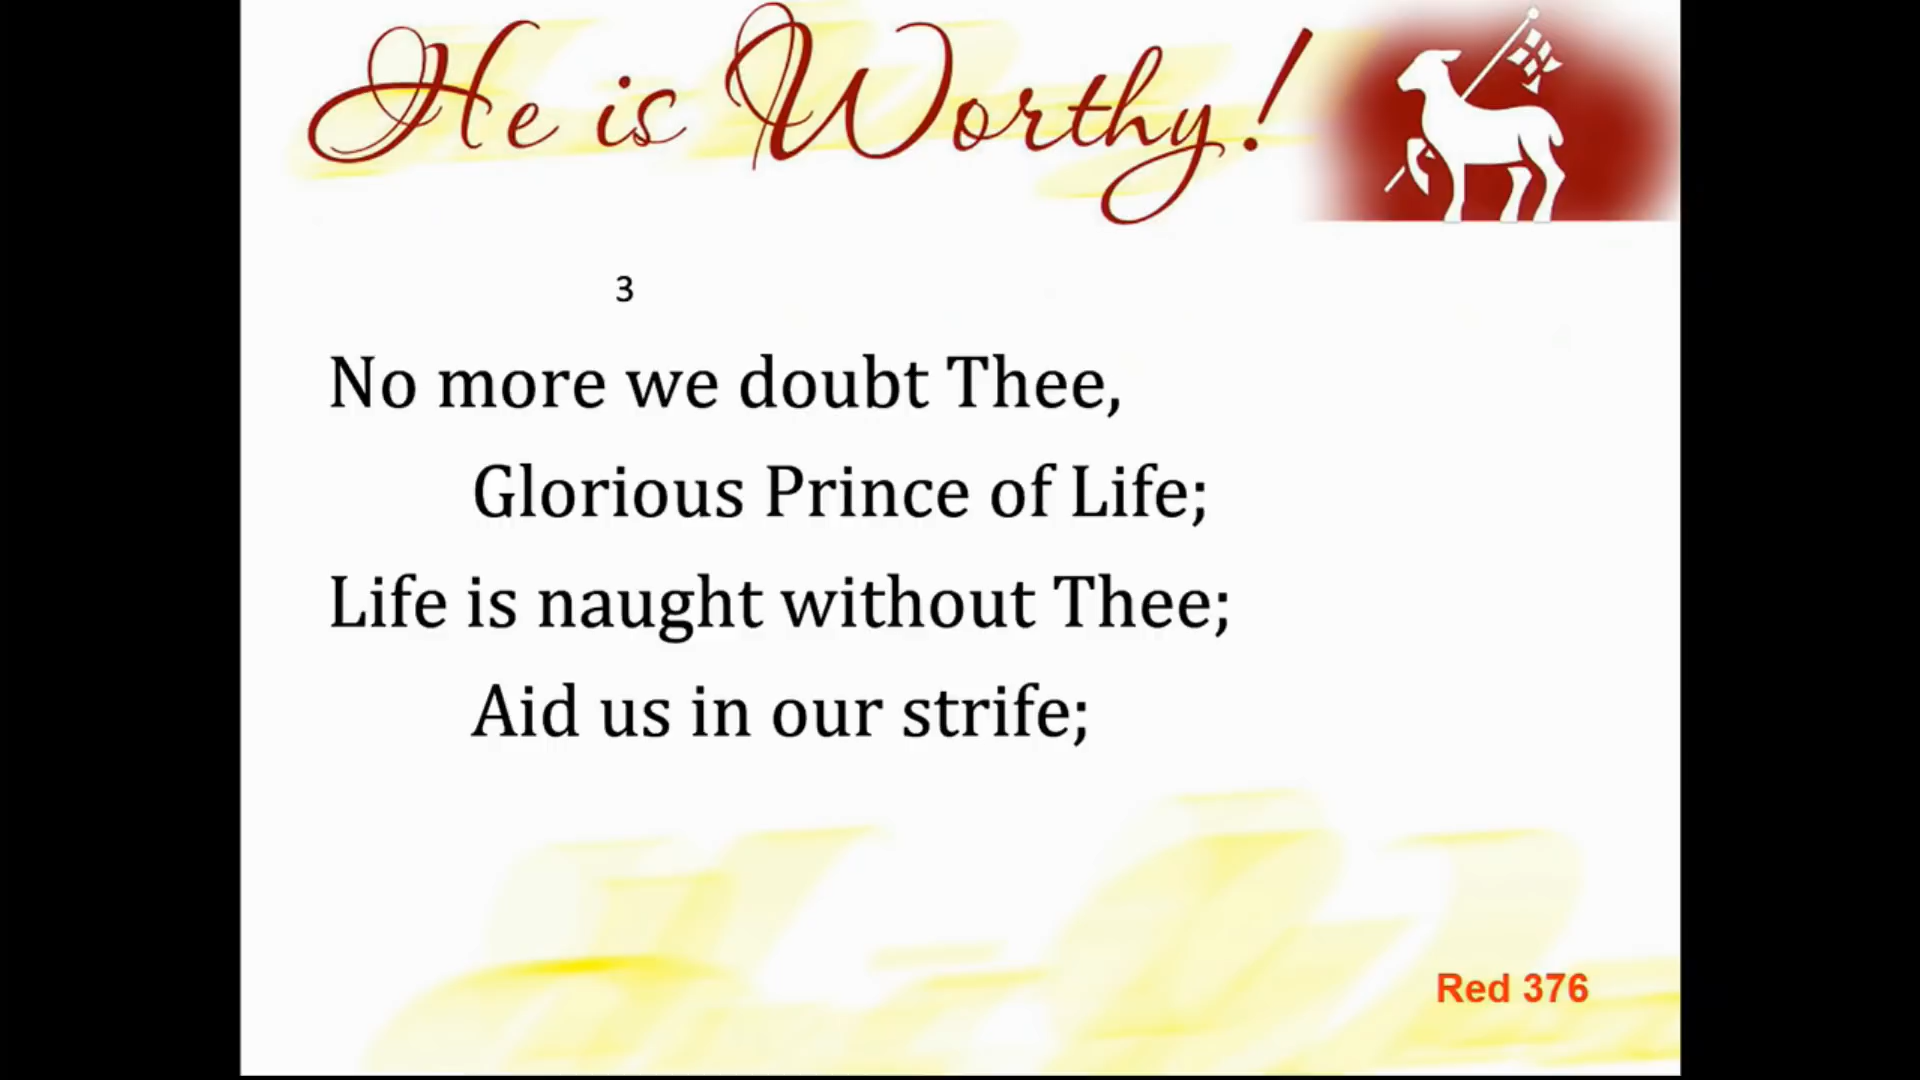 He is Worthy!
3
No more we doubt Thee,
Glorious Prince of Life;
Life is naught without Thee;
Aid us in our strife;
Red 376